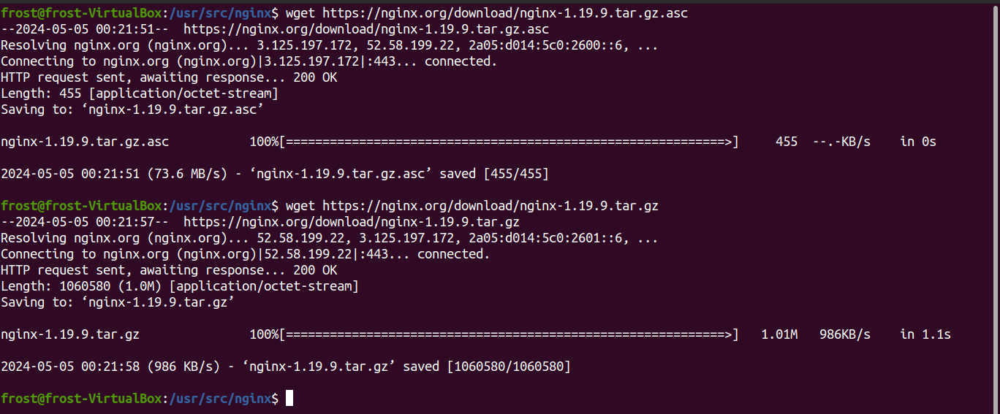 frost@frost-VirtualBox:/usr/src/nginx$ wget https://nginx.org/download/nginx-1.19.9.tar.gz.asc
--2024-05-05 00:21:51--  https://nginx.org/download/nginx-1.19.9.tar.gz.asc
Resolving nginx.org (nginx.org)... 3.125.197.172, 52.58.199.22, 2a05:d014:5c0:2600::6, ...
Connecting to nginx.org (nginx.org)|3.125.197.172|:443... connected.
HTTP request sent, awaiting response... 200 OK
Length: 455 [application/octet-stream]
Saving to: ‘nginx-1.19.9.tar.gz.asc’
nginx-1.19.9.tar.gz.asc           100%[============================================================>]     455  --.-KB/s    in 0s
2024-05-05 00:21:51 (73.6 MB/s) - ‘nginx-1.19.9.tar.gz.asc’ saved [455/455]
frost@frost-VirtualBox:/usr/src/nginx$ wget https://nginx.org/download/nginx-1.19.9.tar.gz
--2024-05-05 00:21:57--  https://nginx.org/download/nginx-1.19.9.tar.gz
Resolving nginx.org (nginx.org)... 52.58.199.22, 3.125.197.172, 2a05:d014:5c0:2601::6, ...
Connecting to nginx.org (nginx.org)|52.58.199.22|:443... connected.
HTTP request sent, awaiting response... 200 OK
Length: 1060580 (1.0M) [application/octet-stream]
Saving to: ‘nginx-1.19.9.tar.gz’
nginx-1.19.9.tar.gz               100%[============================================================>]   1.01M   986KB/s    in 1.1s
2024-05-05 00:21:58 (986 KB/s) - ‘nginx-1.19.9.tar.gz’ saved [1060580/1060580]
frost@frost-VirtualBox:/usr/src/nginx$